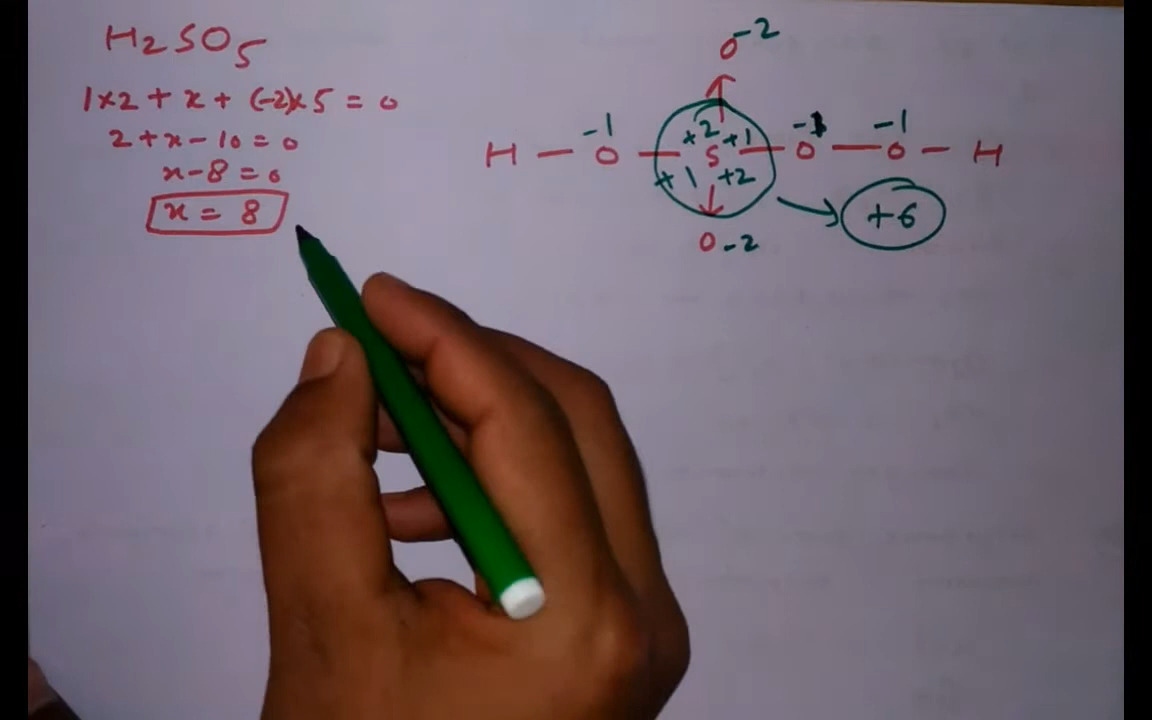 H2SO5
1×2 + x + (-2)×5 = 0
2 + x - 10 = 0
x - 8 = 0
x = 8
O -2
-1 -1 -1
+2 +1
H — O — S — O — O — H
+1 +2
+6
O -2